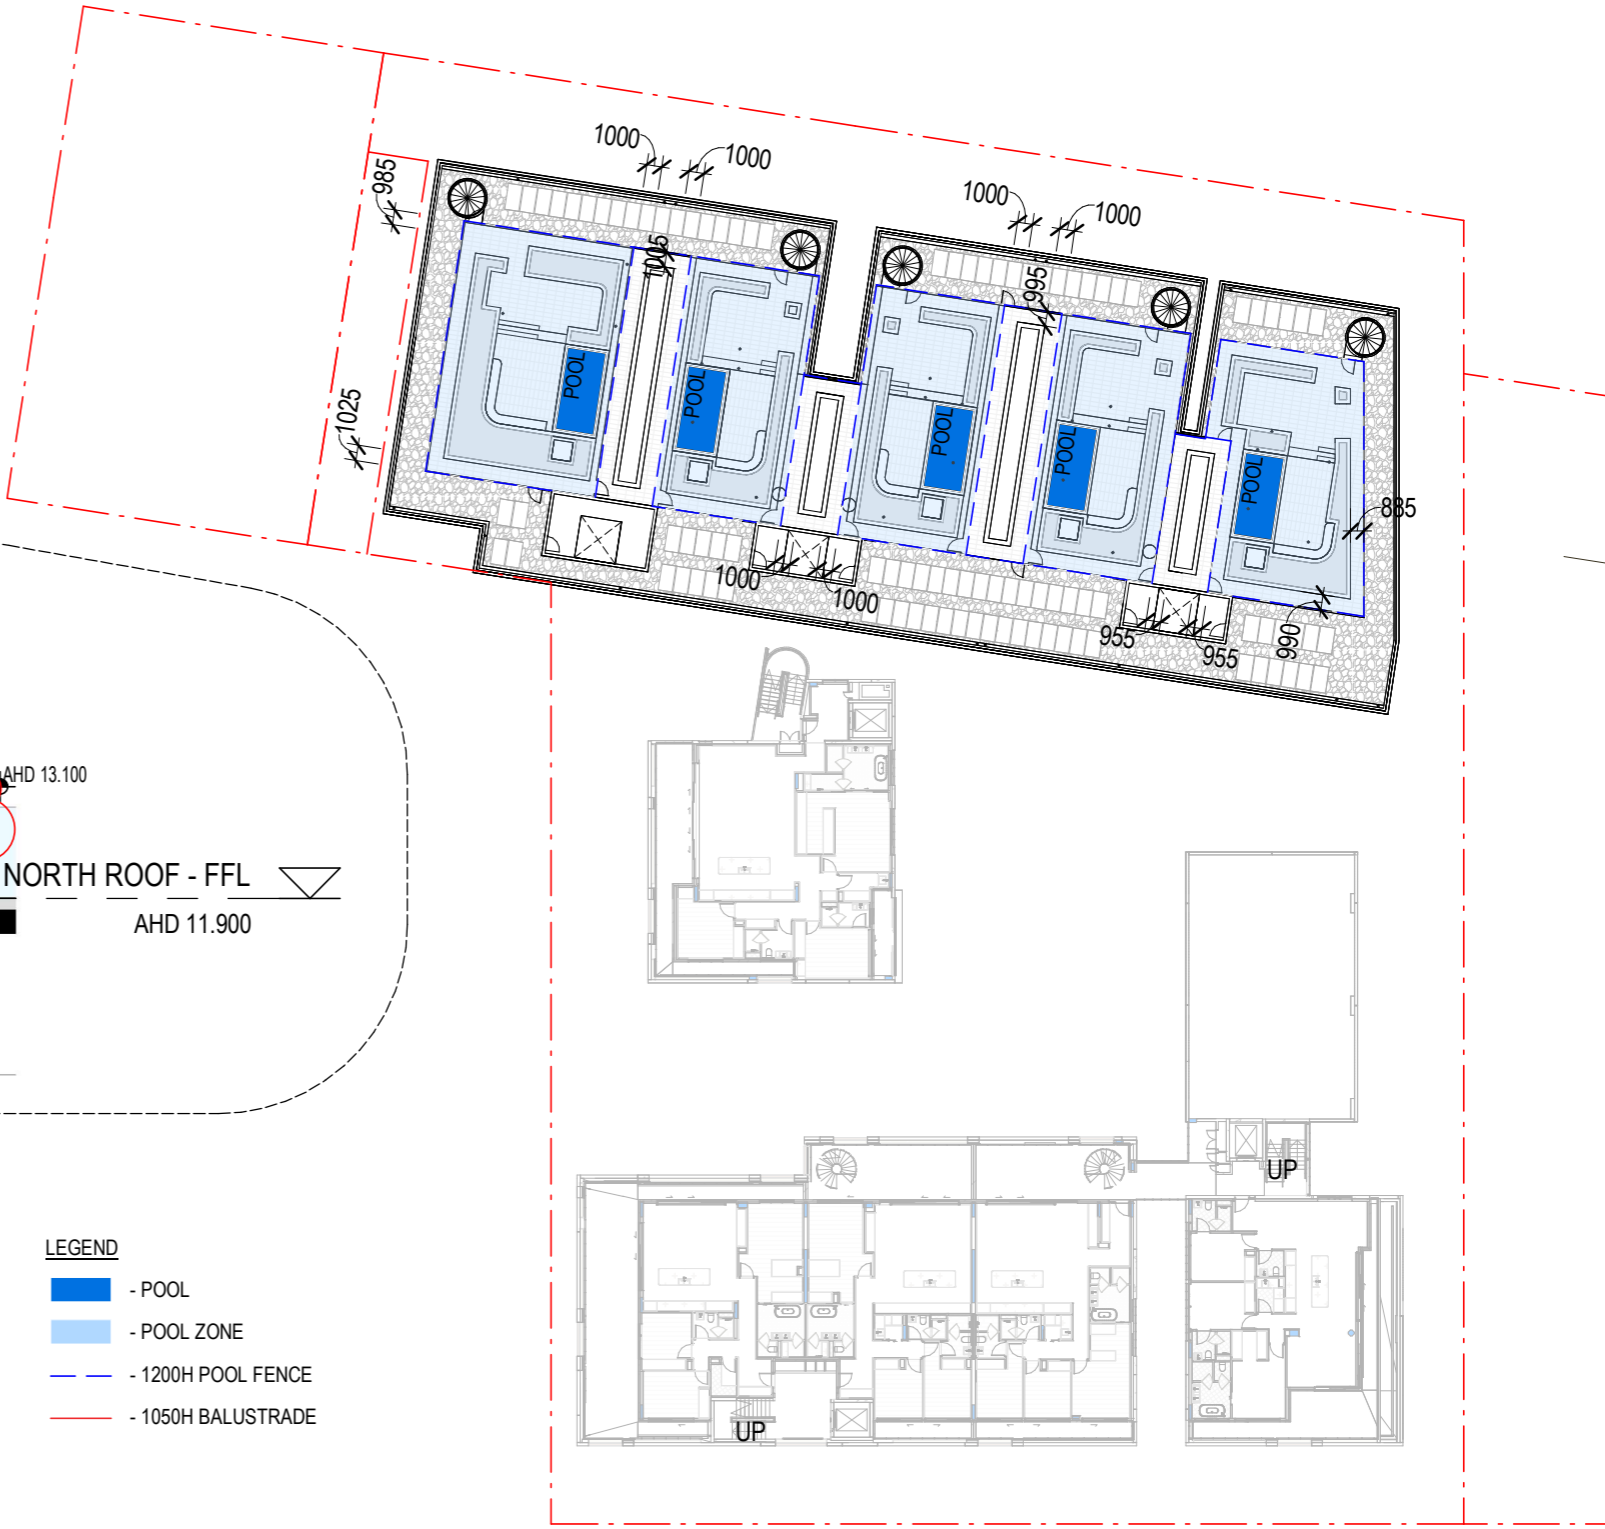 1000
1000
985
1000
1000
1005
995
POOL
POOL
POOL
POOL
POOL
1025
885
1000
1000
955
955
990
AHD 13.100
NORTH ROOF - FFL
AHD 11.900
UP
UP
LEGEND
- POOL
- POOL ZONE
- 1200H POOL FENCE
- 1050H BALUSTRADE